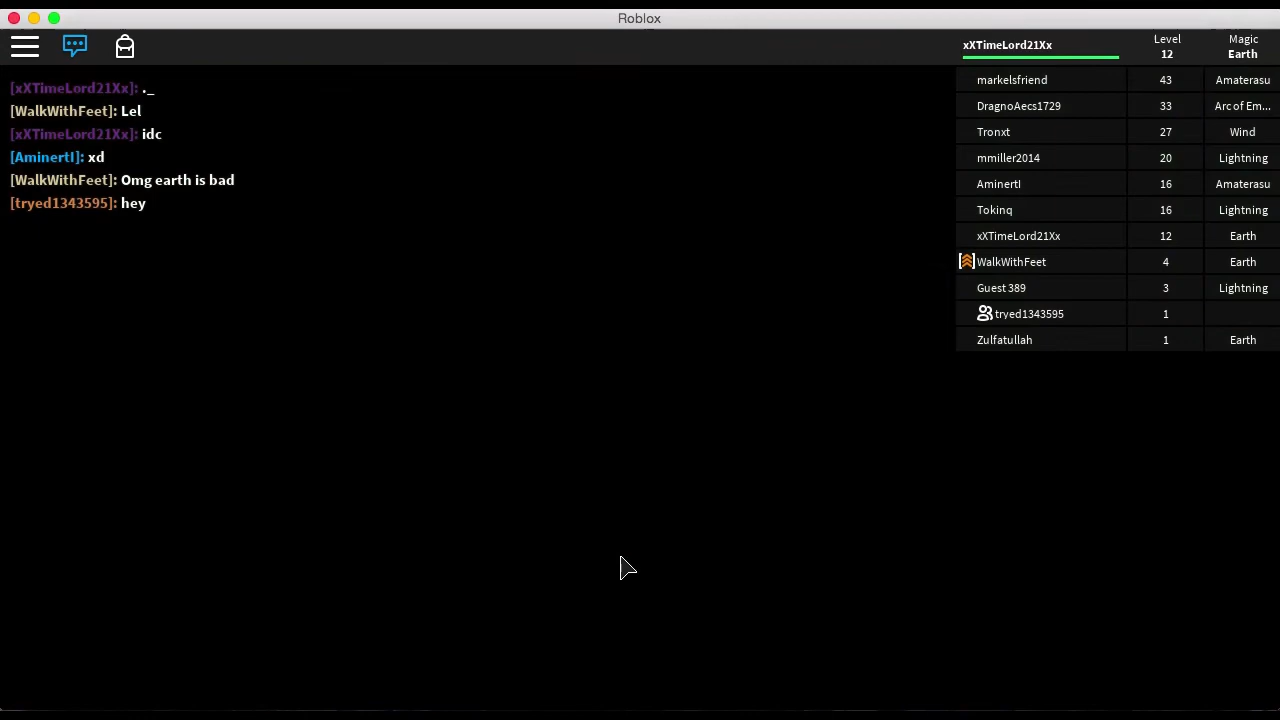 Roblox
xXTimeLord21Xx Level 12 Magic Earth
[xXTimeLord21Xx]: ._
[WalkWithFeet]: Lel
[xXTimeLord21Xx]: idc
[AminertI]: xd
[WalkWithFeet]: Omg earth is bad
[tryed1343595]: hey
markelsfriend 43 Amaterasu
DragnoAecs1729 33 Arc of Em...
Tronxt 27 Wind
mmiller2014 20 Lightning
AminertI 16 Amaterasu
Tokinq 16 Lightning
xXTimeLord21Xx 12 Earth
WalkWithFeet 4 Earth
Guest 389 3 Lightning
tryed1343595 1
Zulfatullah 1 Earth